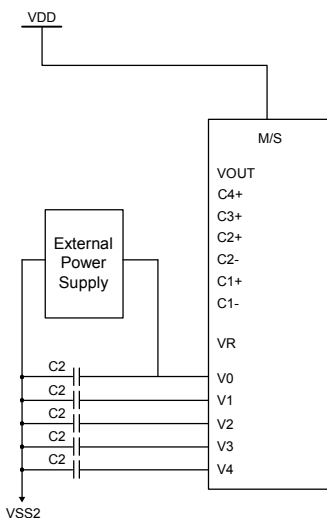 VDD
M/S
VOUT
C4+
C3+
C2+
C2-
C1+
C1-
External
Power
Supply
VR
C2
V0
C2
V1
C2
V2
C2
V3
C2
V4
VSS2